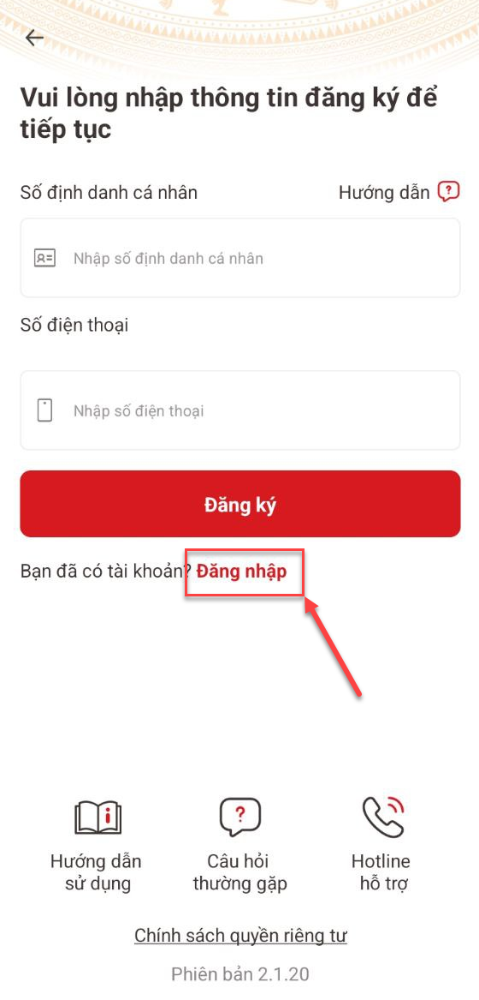 Vui lòng nhập thông tin đăng ký để
tiếp tục
Số định danh cá nhân
Hướng dẫn
Nhập số định danh cá nhân
Số điện thoại
Nhập số điện thoại
Đăng ký
Bạn đã có tài khoản? Đăng nhập
Hướng dẫn
sử dụng
Câu hỏi
thường gặp
Hotline
hỗ trợ
Chính sách quyền riêng tư
Phiên bản 2.1.20